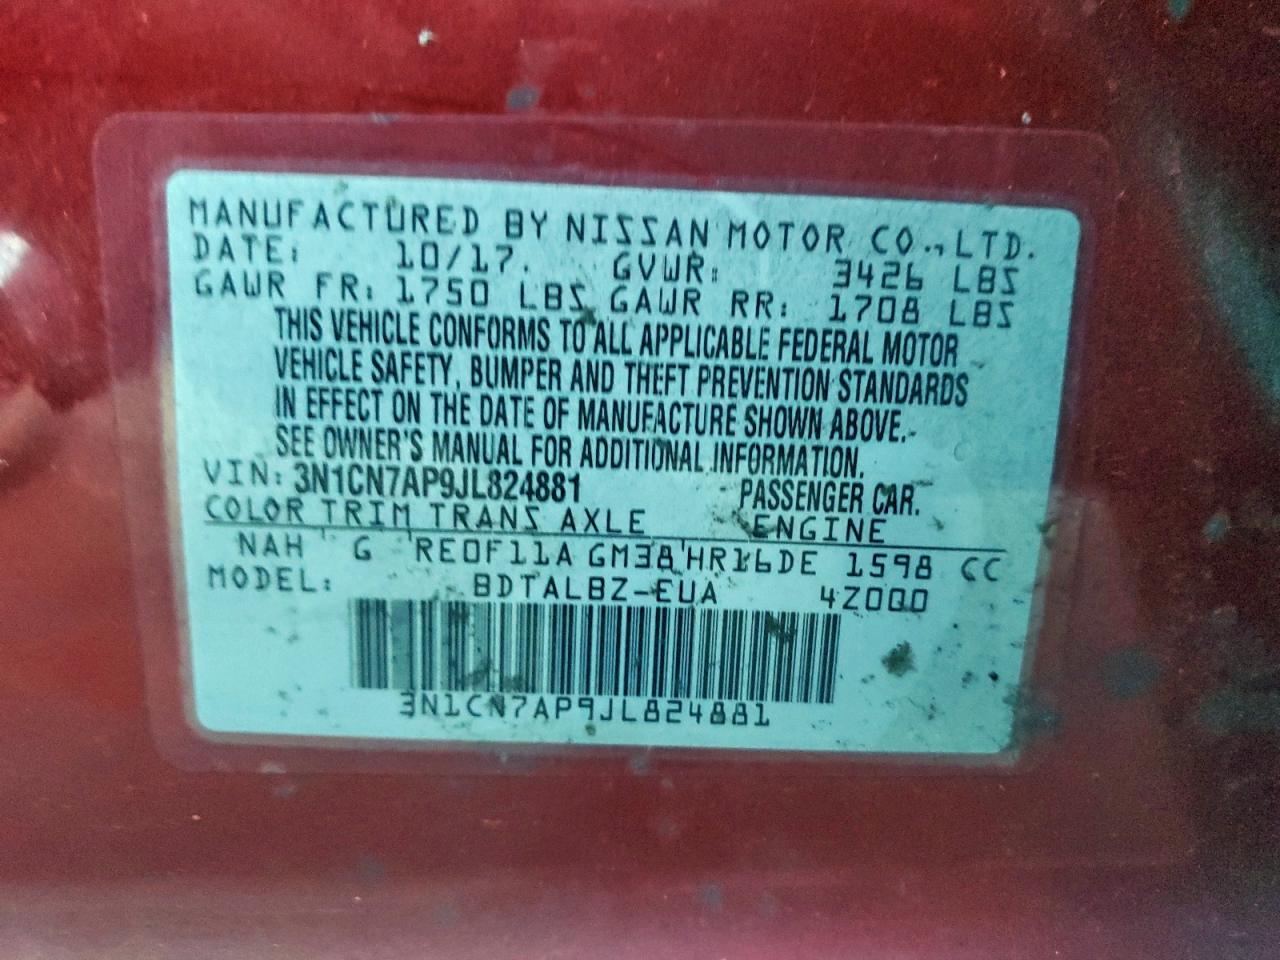 MANUFACTURED BY NISSAN MOTOR CO., LTD.
DATE: 10/17. GVWR: 3426 LBS
GAWR FR: 1750 LBS GAWR RR: 1708 LBS
THIS VEHICLE CONFORMS TO ALL APPLICABLE FEDERAL MOTOR
VEHICLE SAFETY, BUMPER AND THEFT PREVENTION STANDARDS
IN EFFECT ON THE DATE OF MANUFACTURE SHOWN ABOVE.
SEE OWNER'S MANUAL FOR ADDITIONAL INFORMATION.
VIN: 3N1CN7AP9JL824881 PASSENGER CAR.
COLOR TRIM TRANS AXLE ENGINE
NAH G RE0F11A GM38 HR16DE 1598 CC
MODEL: BDTALBZ-EUA 4Z000
3N1CN7AP9JL824881